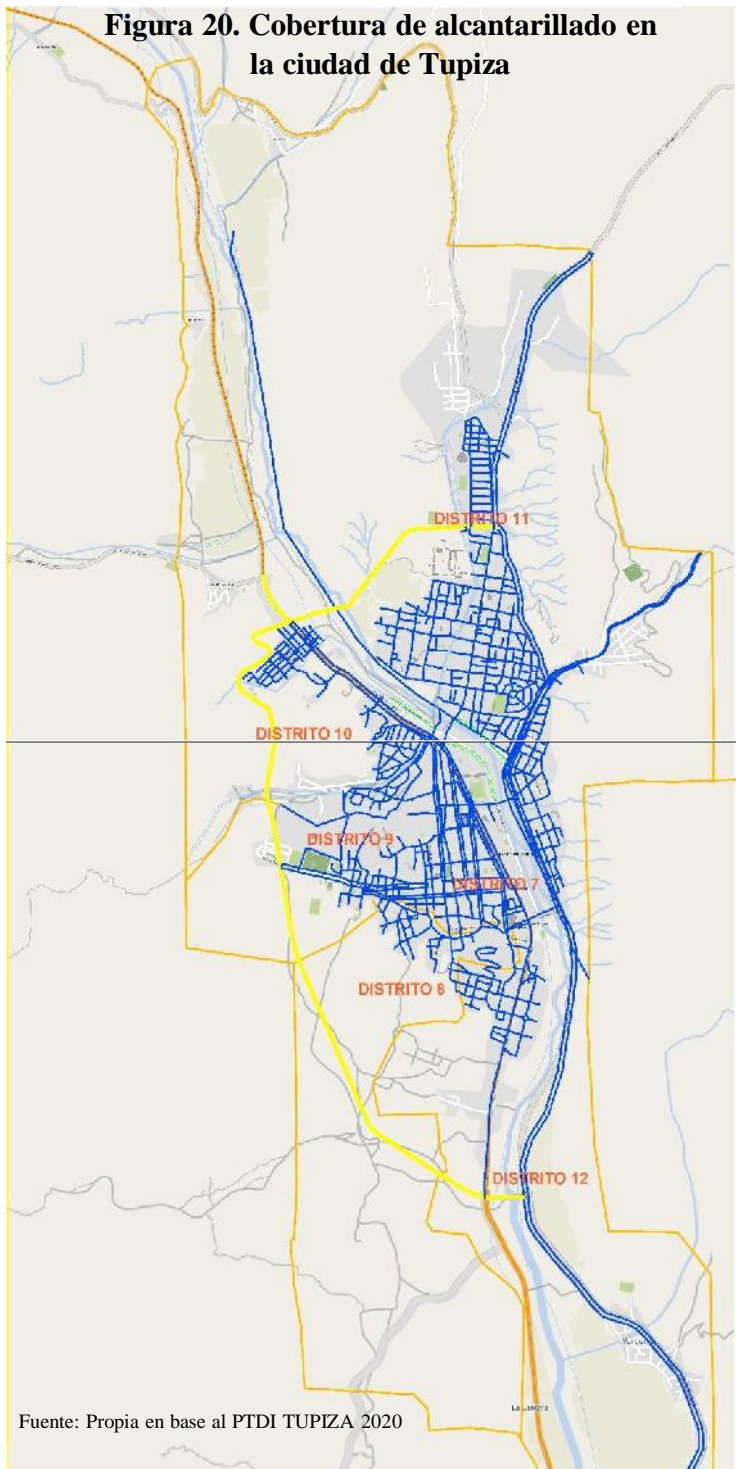 Figura 20. Cobertura de alcantarillado en
la ciudad de Tupiza
DISTRITO 11
DISTRITO 10
DISTRITO 9
DISTRITO 7
DISTRITO 8
DISTRITO 12
Fuente: Propia en base al PTDI TUPIZA 2020